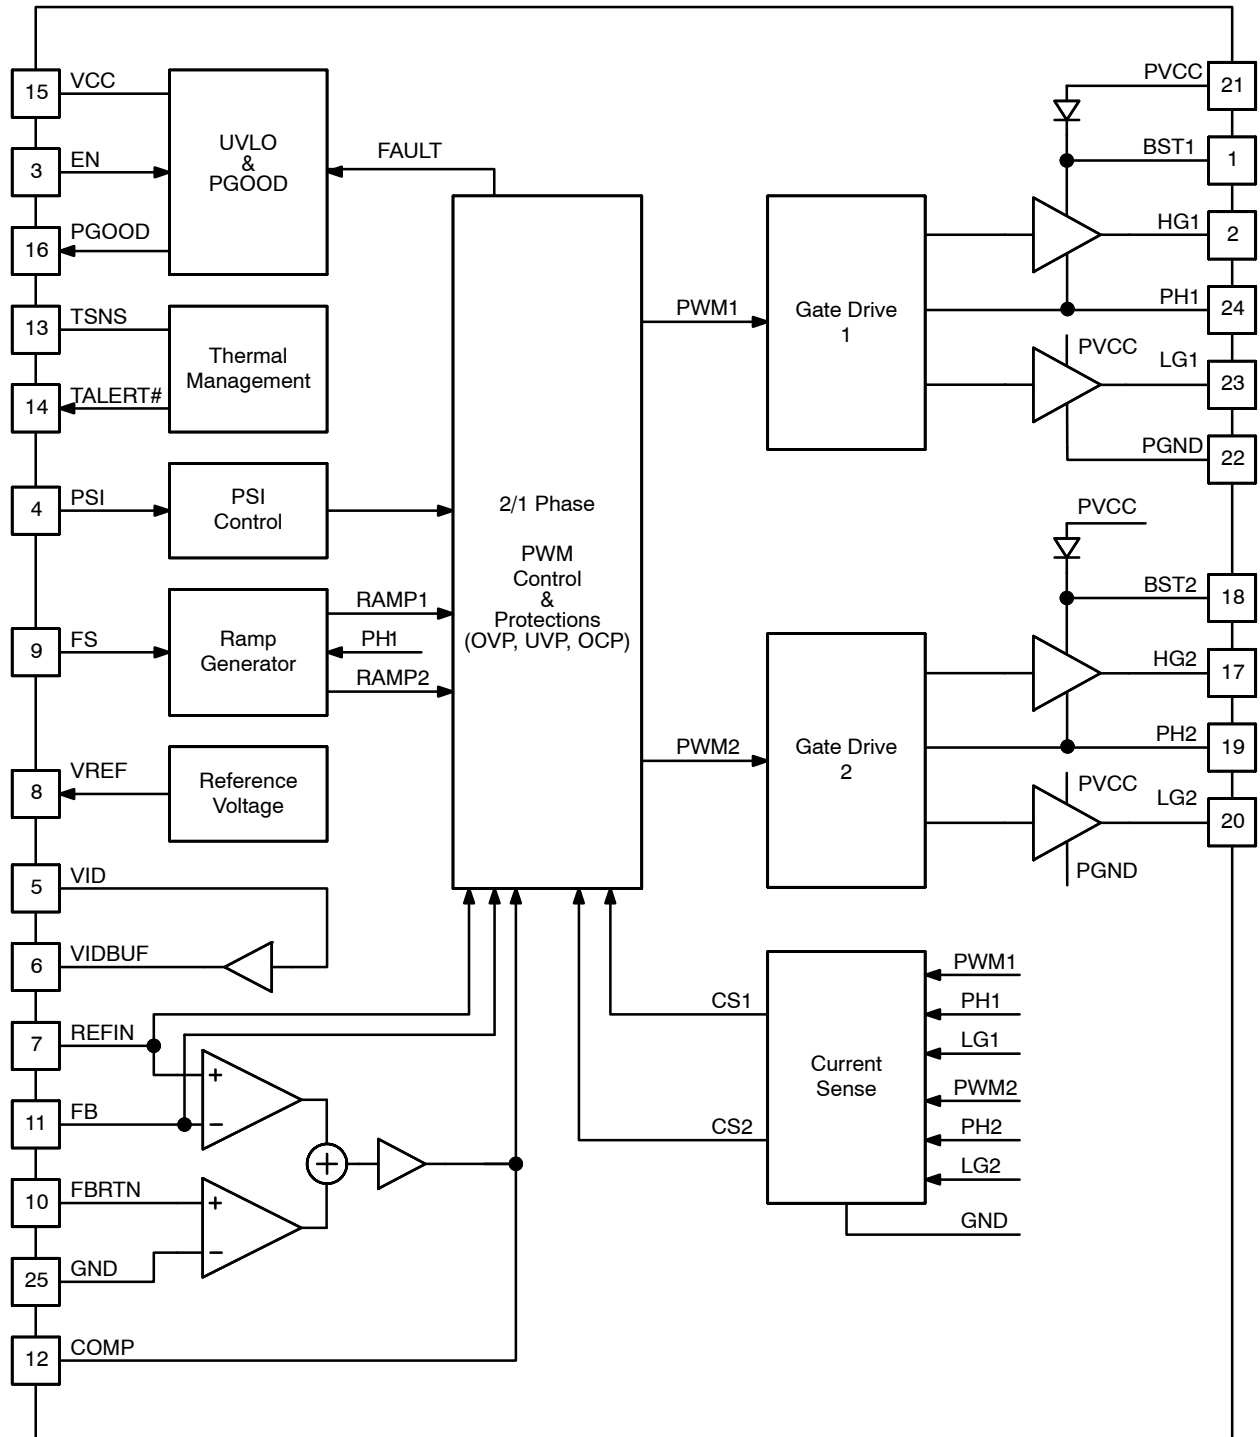 15
VCC
3
EN
16
PGOOD
UVLO
&
PGOOD
FAULT
13
TSNS
14
TALERT#
Thermal
Management
4
PSI
PSI
Control
9
FS
Ramp
Generator
RAMP1
PH1
RAMP2
8
VREF
Reference
Voltage
5
VID
6
VIDBUF
7
REFIN
11
FB
10
FBRTN
25
GND
12
COMP
+
−
+
−
+
2/1 Phase
PWM
Control
&
Protections
(OVP, UVP, OCP)
PWM1
Gate Drive
1
PWM2
Gate Drive
2
PVCC
21
BST1
1
HG1
2
PH1
24
PVCC
LG1
23
PGND
22
PVCC
BST2
18
HG2
17
PH2
19
PVCC
LG2
20
PGND
CS1
CS2
Current
Sense
PWM1
PH1
LG1
PWM2
PH2
LG2
GND